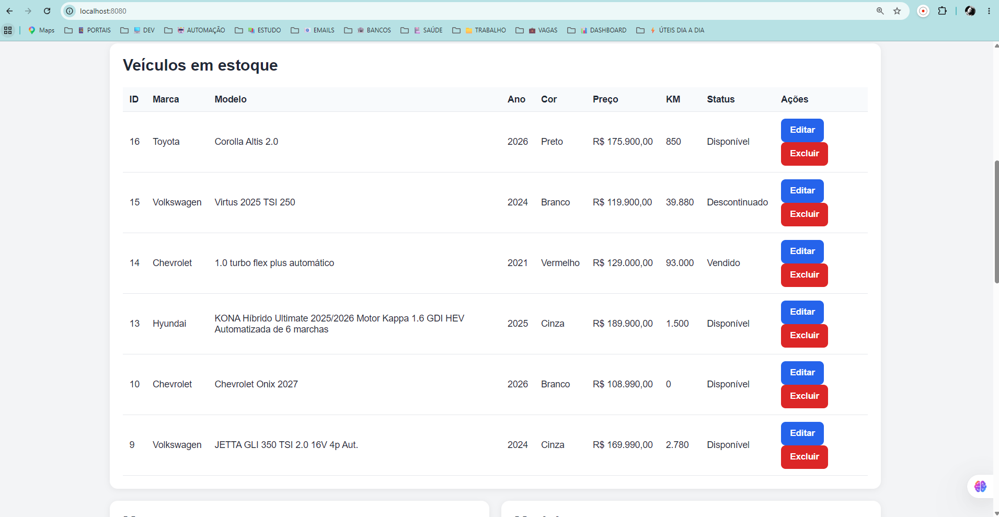 localhost:8080
Maps PORTAIS DEV AUTOMAÇÃO ESTUDO EMAILS BANCOS SAÚDE TRABALHO VAGAS DASHBOARD ÚTEIS DIA A DIA
Veículos em estoque
ID Marca Modelo Ano Cor Preço KM Status Ações
16 Toyota Corolla Altis 2.0 2026 Preto R$ 175.900,00 850 Disponível Editar
Excluir
15 Volkswagen Virtus 2025 TSI 250 2024 Branco R$ 119.900,00 39.880 Descontinuado Editar
Excluir
14 Chevrolet 1.0 turbo flex plus automático 2021 Vermelho R$ 129.000,00 93.000 Vendido Editar
Excluir
13 Hyundai KONA Híbrido Ultimate 2025/2026 Motor Kappa 1.6 GDI HEV
Automatizada de 6 marchas 2025 Cinza R$ 189.900,00 1.500 Disponível Editar
Excluir
10 Chevrolet Chevrolet Onix 2027 2026 Branco R$ 108.990,00 0 Disponível Editar
Excluir
9 Volkswagen JETTA GLI 350 TSI 2.0 16V 4p Aut. 2024 Cinza R$ 169.990,00 2.780 Disponível Editar
Excluir